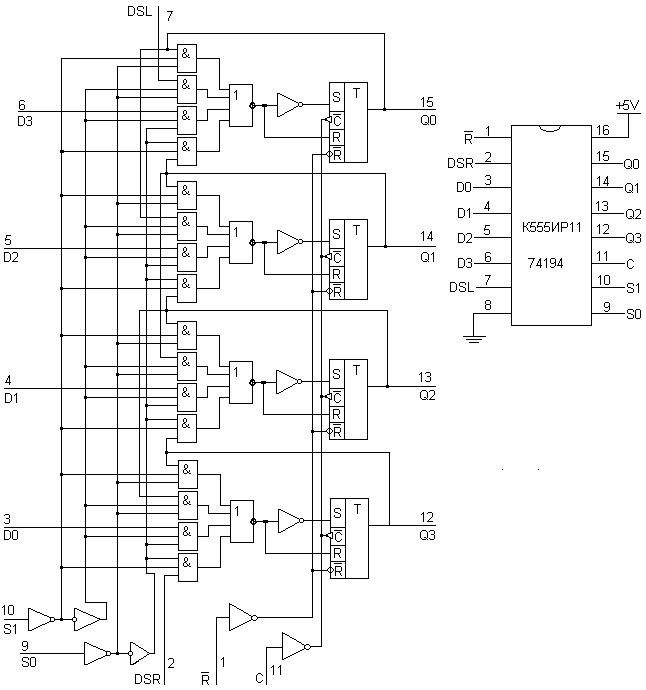 DSL 7
&
&
6
D3
&
&
1
S T
C
R
R
15
Q0
&
&
5
D2
&
&
1
S T
C
R
R
14
Q1
&
&
4
D1
&
&
1
S T
C
R
R
13
Q2
&
&
3
D0
&
&
1
S T
C
R
R
12
Q3
10
S1
9
S0
DSR 2
R 1
C 11
+5V
R 1
DSR 2
D0 3
D1 4
D2 5
D3 6
DSL 7
8
К555ИР11
74194
16
15 Q0
14 Q1
13 Q2
12 Q3
11 C
10 S1
9 S0